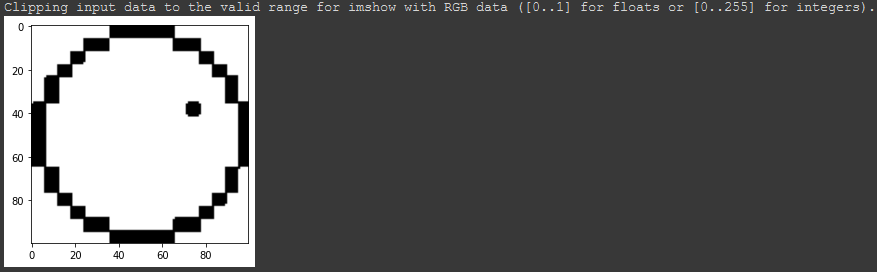 Clipping input data to the valid range for imshow with RGB data ([0..1] for floats or [0..255] for integers).
0
20
40
60
80
0 20 40 60 80